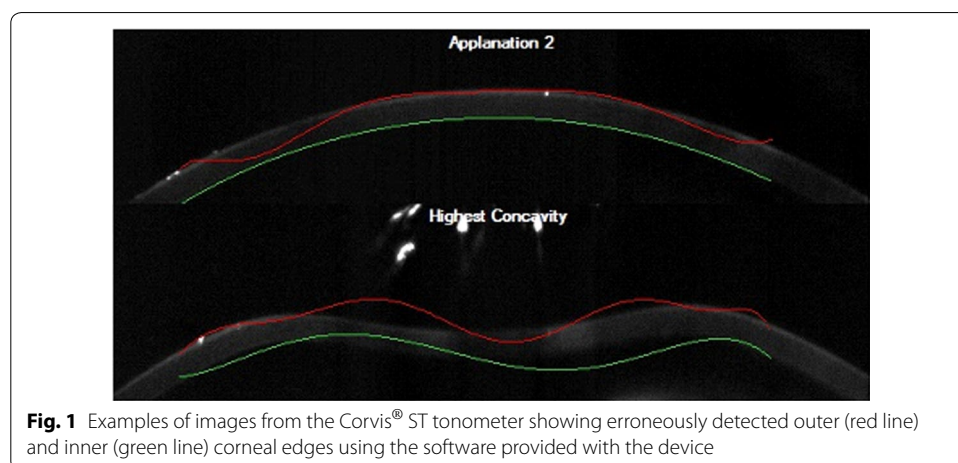 Applanation 2
Highest Concavity
Fig. 1 Examples of images from the Corvis® ST tonometer showing erroneously detected outer (red line)
and inner (green line) corneal edges using the software provided with the device